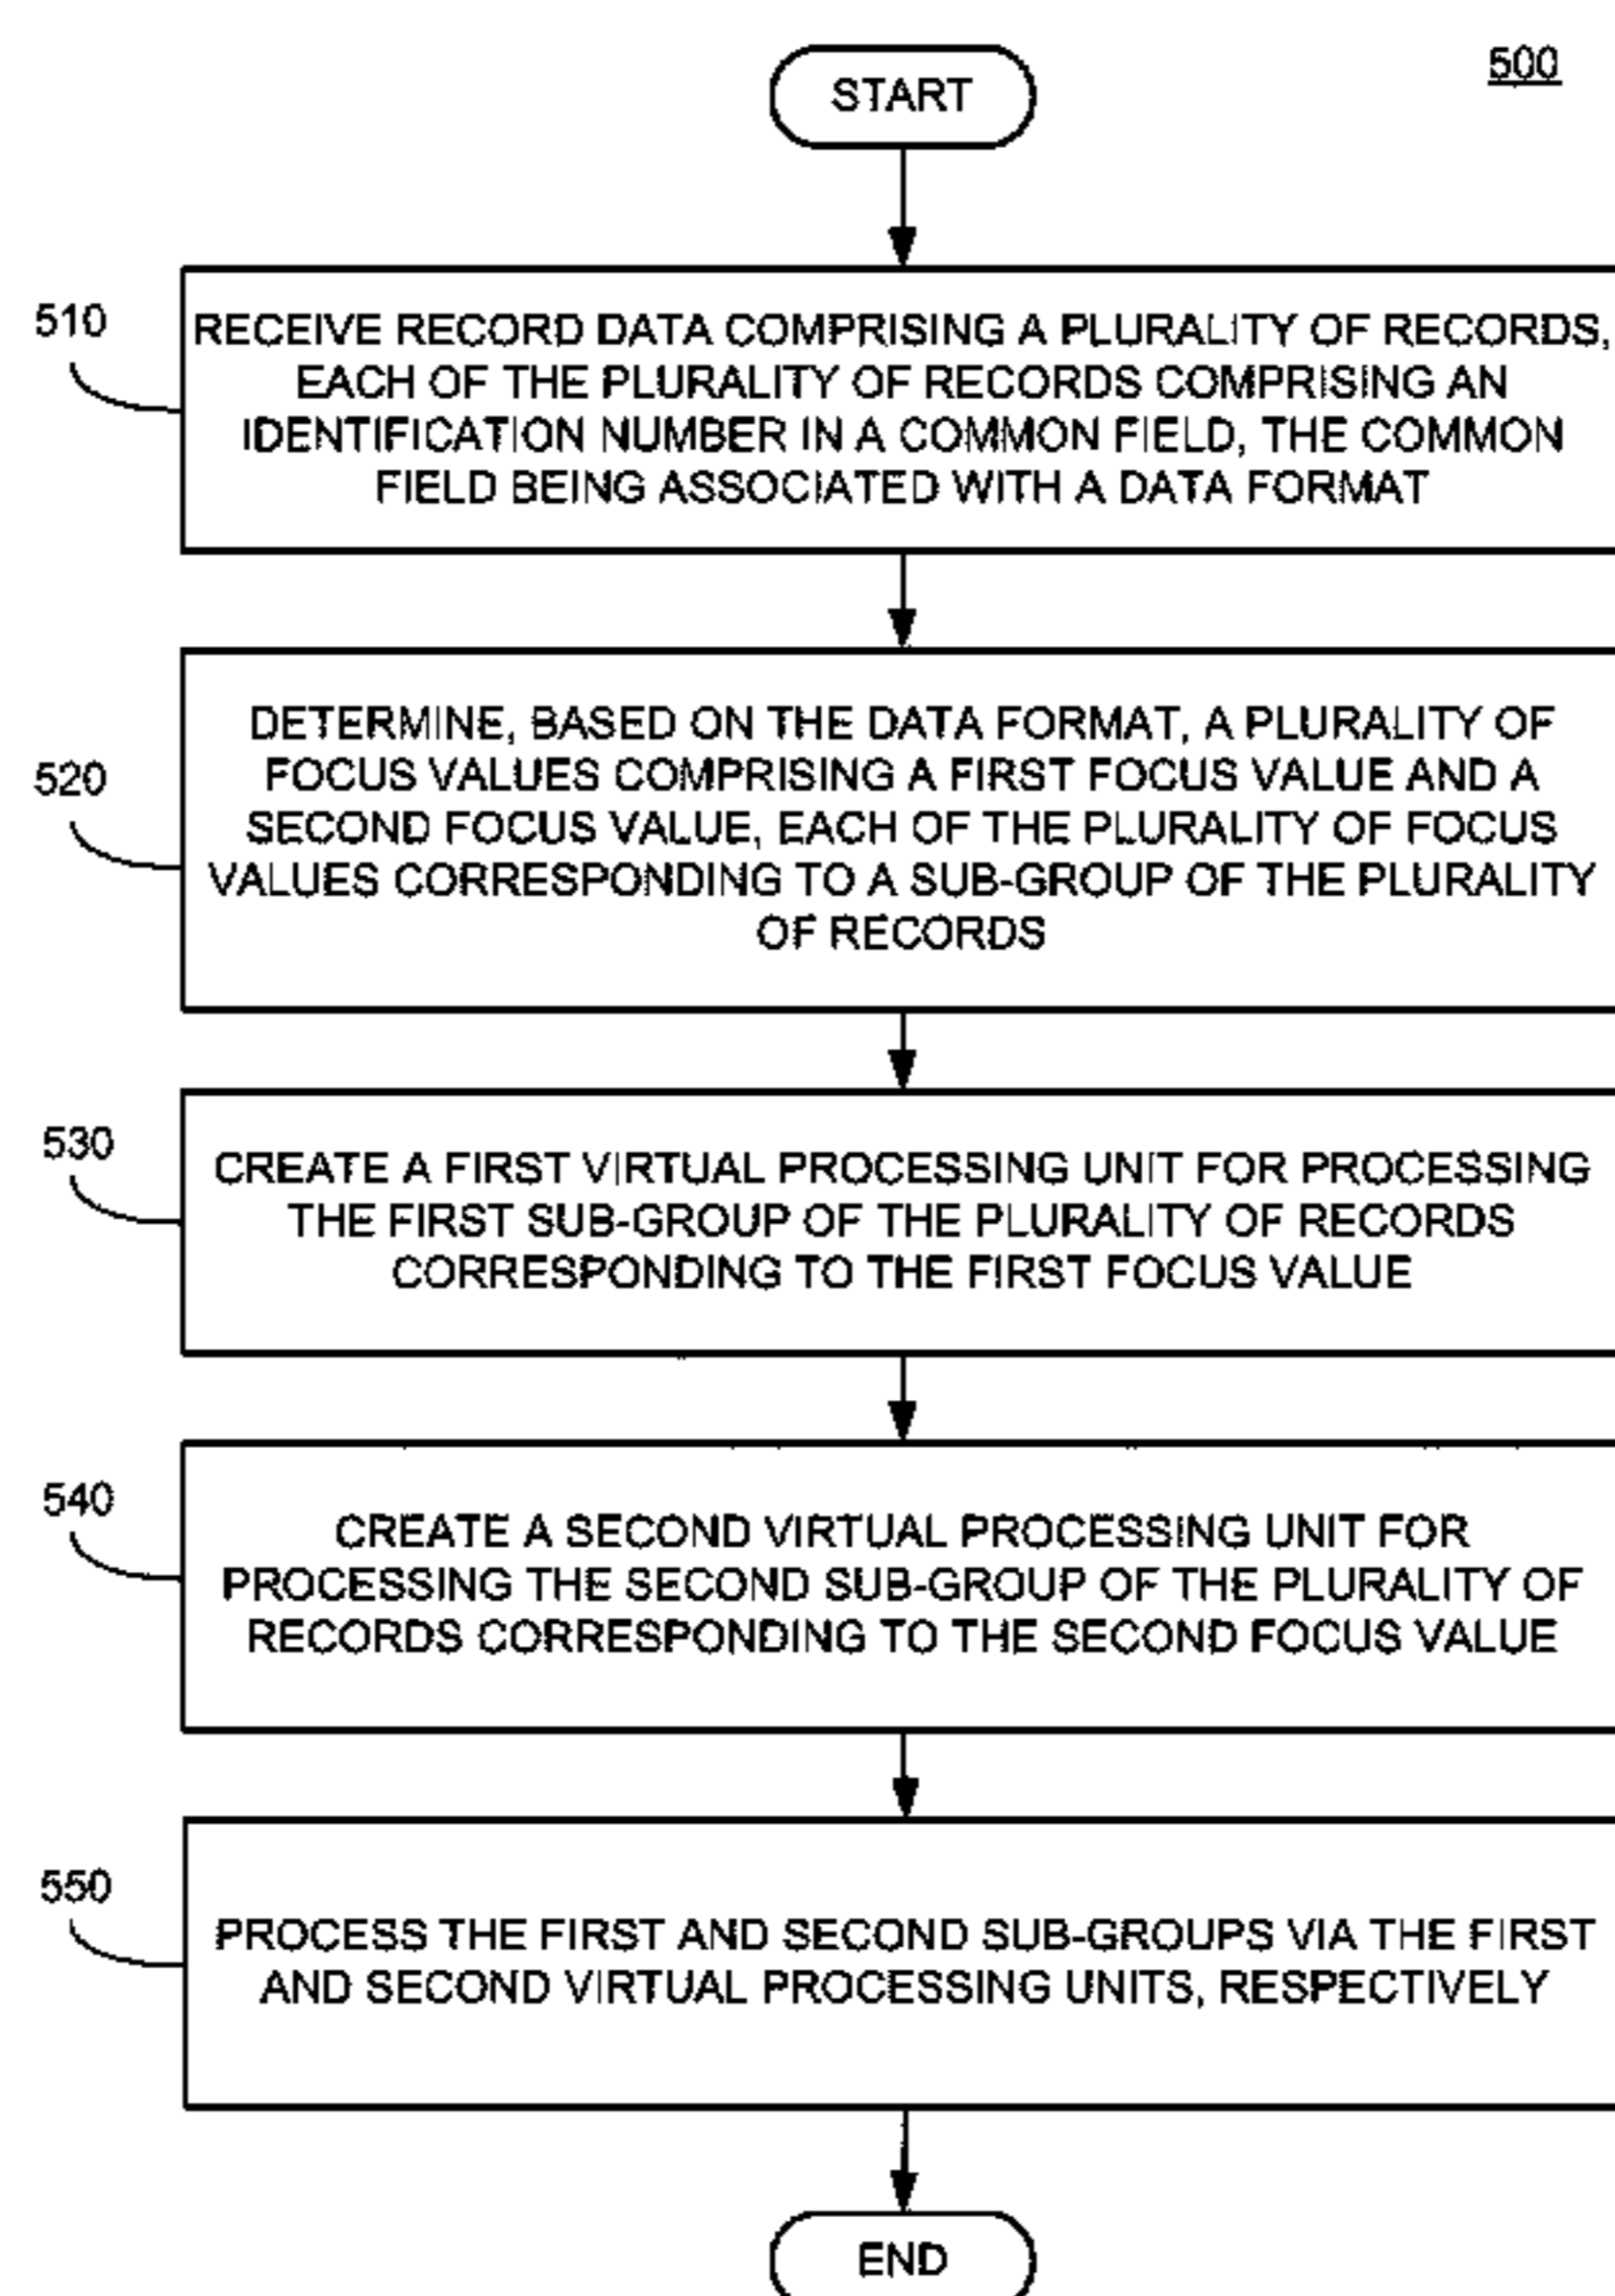 500
START
510
RECEIVE RECORD DATA COMPRISING A PLURALITY OF RECORDS,
EACH OF THE PLURALITY OF RECORDS COMPRISING AN
IDENTIFICATION NUMBER IN A COMMON FIELD, THE COMMON
FIELD BEING ASSOCIATED WITH A DATA FORMAT
520
DETERMINE, BASED ON THE DATA FORMAT, A PLURALITY OF
FOCUS VALUES COMPRISING A FIRST FOCUS VALUE AND A
SECOND FOCUS VALUE, EACH OF THE PLURALITY OF FOCUS
VALUES CORRESPONDING TO A SUB-GROUP OF THE PLURALITY
OF RECORDS
530
CREATE A FIRST VIRTUAL PROCESSING UNIT FOR PROCESSING
THE FIRST SUB-GROUP OF THE PLURALITY OF RECORDS
CORRESPONDING TO THE FIRST FOCUS VALUE
540
CREATE A SECOND VIRTUAL PROCESSING UNIT FOR
PROCESSING THE SECOND SUB-GROUP OF THE PLURALITY OF
RECORDS CORRESPONDING TO THE SECOND FOCUS VALUE
550
PROCESS THE FIRST AND SECOND SUB-GROUPS VIA THE FIRST
AND SECOND VIRTUAL PROCESSING UNITS, RESPECTIVELY
END